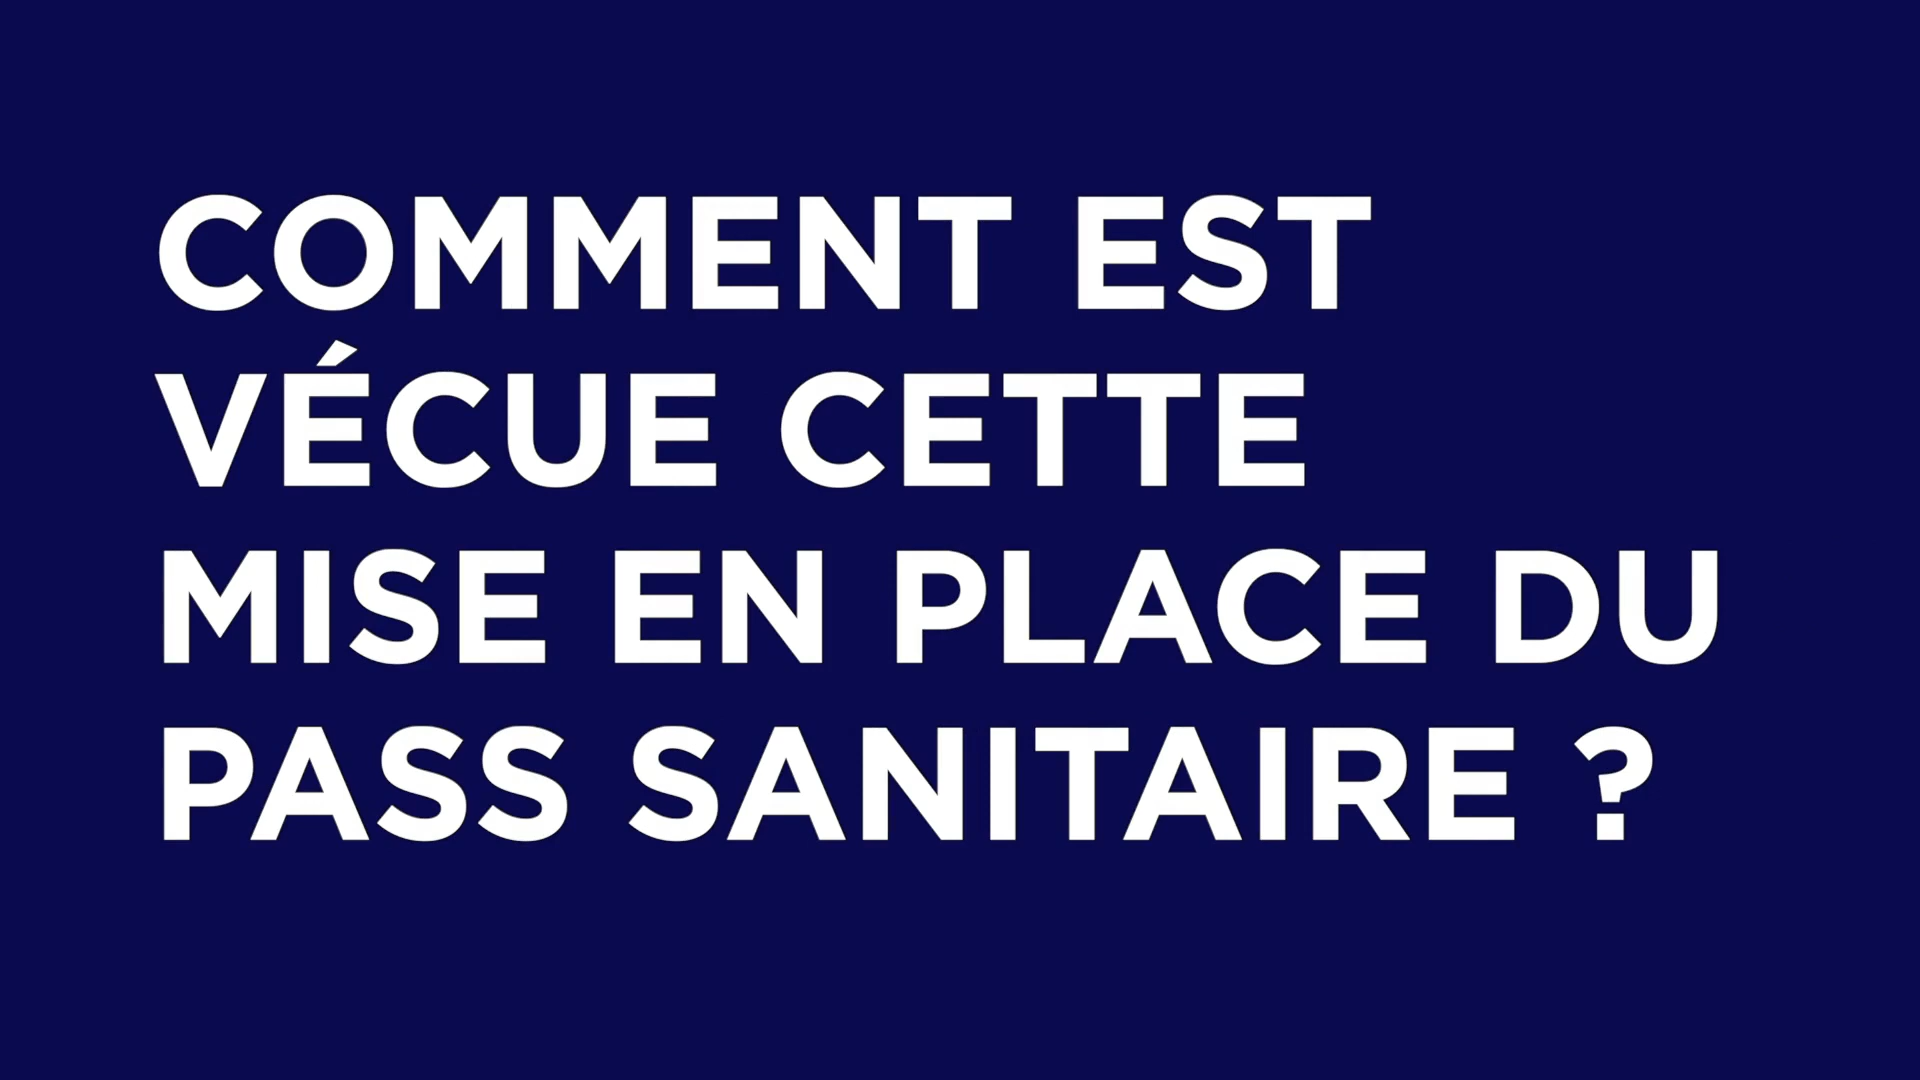 COMMENT EST
VÉCUE CETTE
MISE EN PLACE DU
PASS SANITAIRE ?